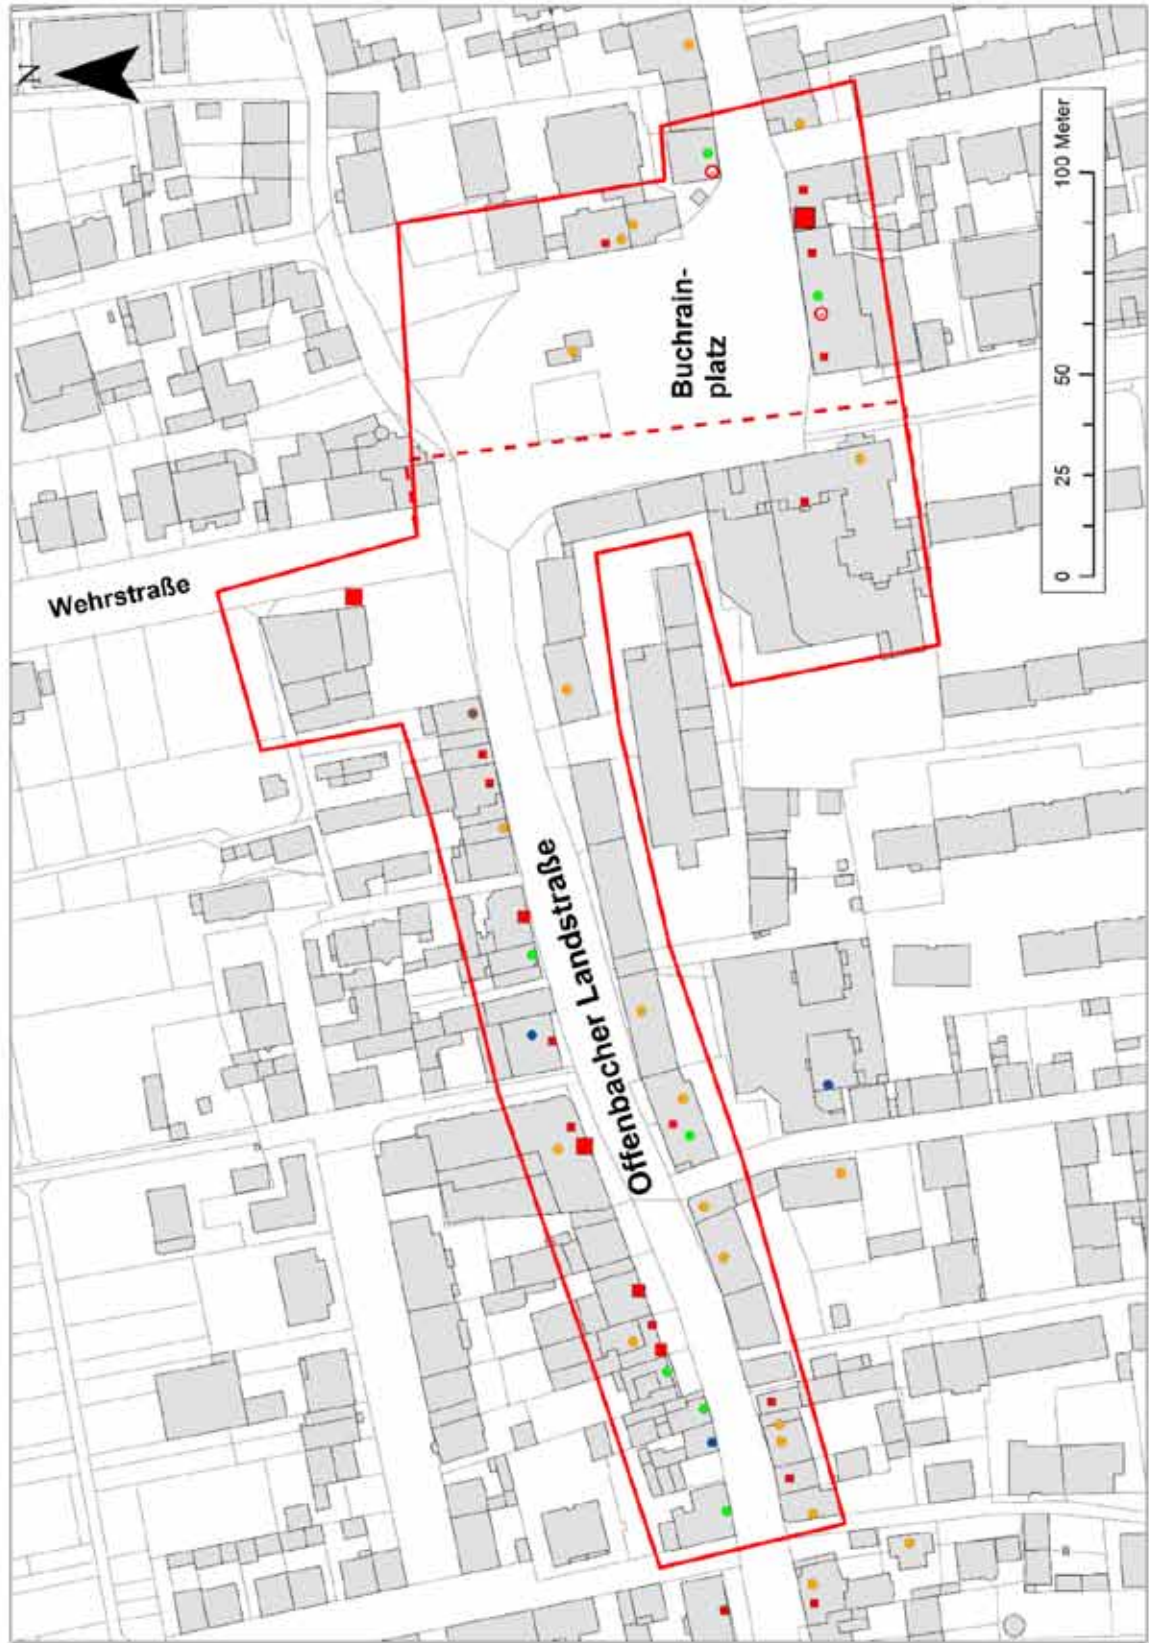 N
Wehrstraße
Buchrain-
platz
Offenbacher Landstraße
0 25 50 100 Meter